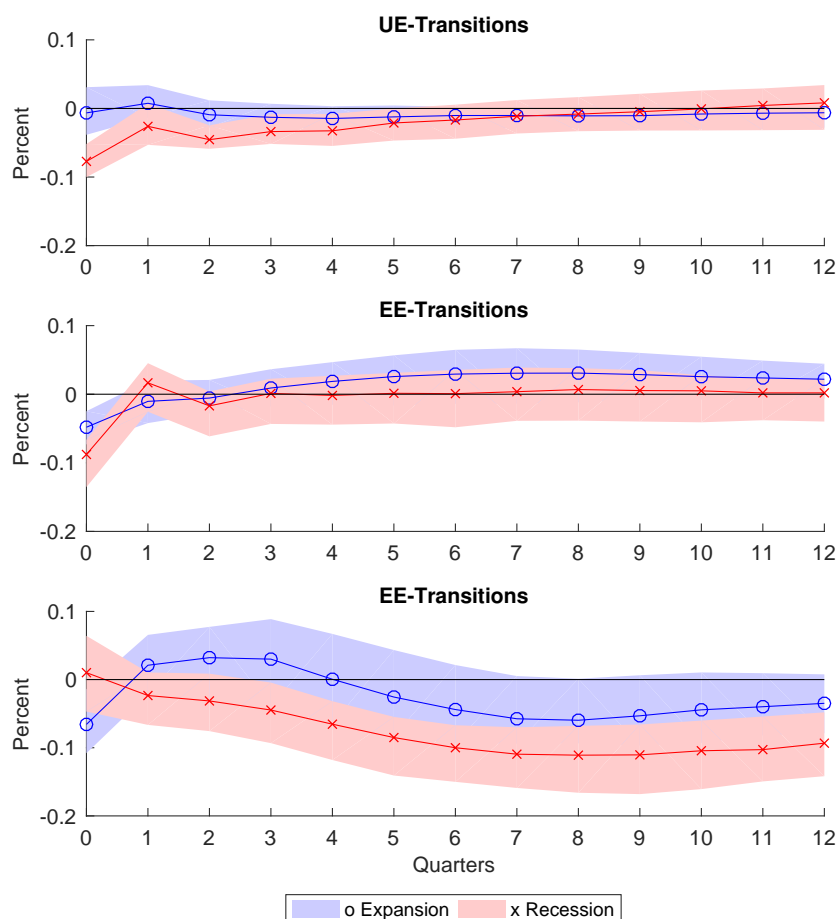 UE-Transitions
0.1
0
-0.1
-0.2
Percent
0 1 2 3 4 5 6 7 8 9 10 11 12
EE-Transitions
0.1
0
-0.1
-0.2
Percent
0 1 2 3 4 5 6 7 8 9 10 11 12
EE-Transitions
0.1
0
-0.1
-0.2
Percent
0 1 2 3 4 5 6 7 8 9 10 11 12
Quarters
o Expansion x Recession